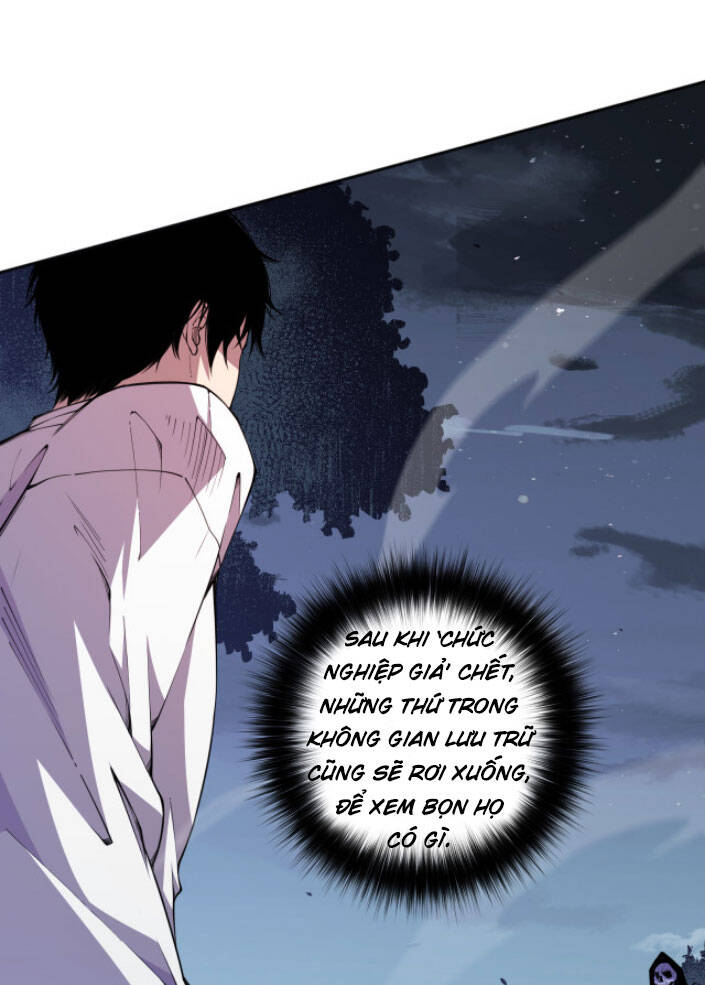 SAU KHI ‘CHỨC
NGHIỆP GIẢ’ CHẾT,
NHỮNG THỨ TRONG
KHÔNG GIAN LƯU TRỮ
CŨNG SẼ RƠI XUỐNG,
ĐỂ XEM BỌN HỌ
CÓ GÌ.